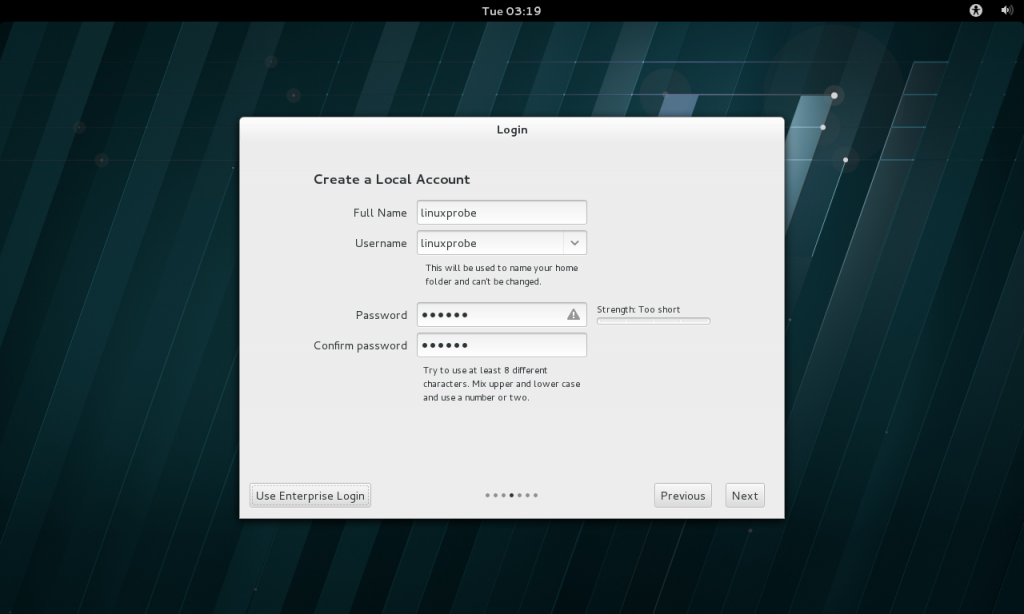 Tue 03:19
Login
Create a Local Account
Full Name linuxprobe
Username linuxprobe
This will be used to name your home
folder and can't be changed.
Password ●●●●●● Strength: Too short
Confirm password ●●●●●●
Try to use at least 8 different
characters. Mix upper and lower case
and use a number or two.
Use Enterprise Login Previous Next